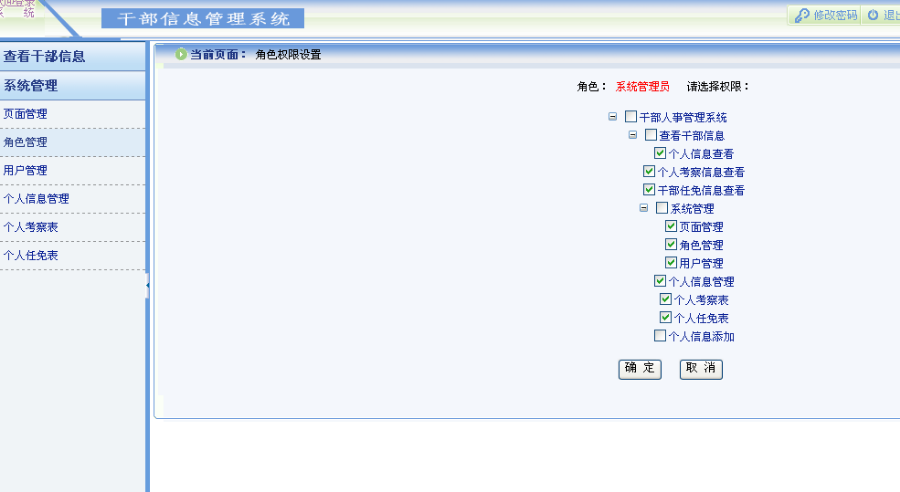 系 统
干部信息管理系统
修改密码
查看干部信息
系统管理
页面管理
角色管理
用户管理
个人信息管理
个人考察表
个人任免表
当前页面： 角色权限设置
角色： 系统管理员 请选择权限：
干部人事管理系统
查看干部信息
个人信息查看
个人考察信息查看
干部任免信息查看
系统管理
页面管理
角色管理
用户管理
个人信息管理
个人考察表
个人任免表
个人信息添加
确 定 取 消